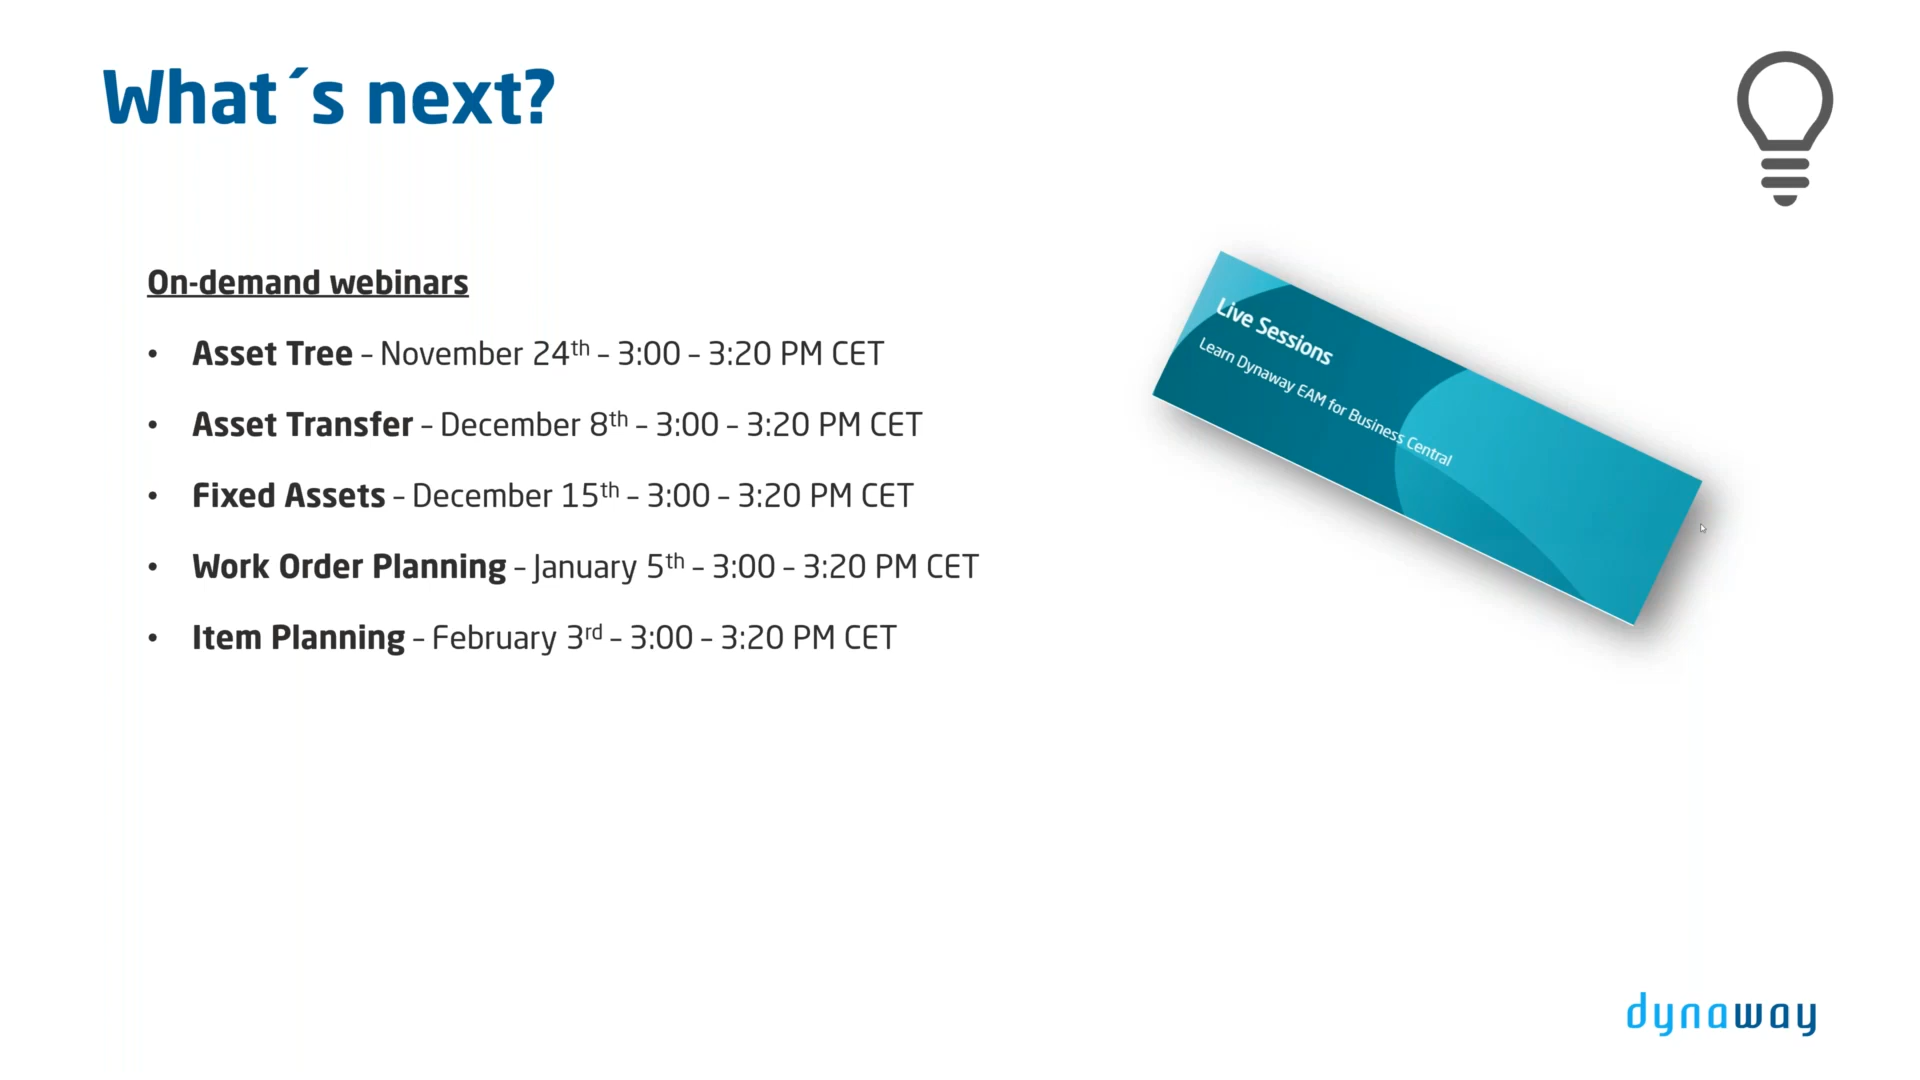 What´s next?
On-demand webinars
• Asset Tree – November 24th – 3:00 – 3:20 PM CET
• Asset Transfer – December 8th – 3:00 – 3:20 PM CET
• Fixed Assets – December 15th – 3:00 – 3:20 PM CET
• Work Order Planning – January 5th – 3:00 – 3:20 PM CET
• Item Planning – February 3rd – 3:00 – 3:20 PM CET
Live Sessions
Learn Dynaway EAM for Business Central
dynaway